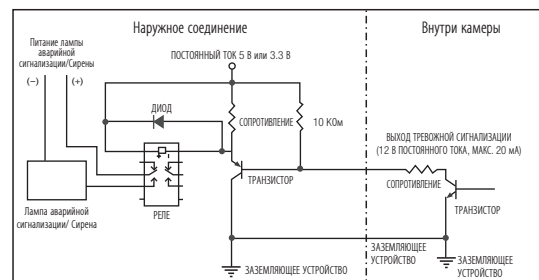 Наружное соединение
Внутри камеры
Питание лампы
аварийной
сигнализации/Сирены
(−)
(+)
ПОСТОЯННЫЙ ТОК 5 В или 3.3 В
ДИОД
СОПРОТИВЛЕНИЕ
10 КОм
ВЫХОД ТРЕВОЖНОЙ СИГНАЛИЗАЦИИ
(12 В ПОСТОЯННОГО ТОКА, МАКС. 20 мА)
ТРАНЗИСТОР
СОПРОТИВЛЕНИЕ
ТРАНЗИСТОР
Лампа аварийной
сигнализации/ Сирена
РЕЛЕ
ЗАЗЕМЛЯЮЩЕЕ УСТРОЙСТВО
ЗАЗЕМЛЯЮЩЕЕ
УСТРОЙСТВО
ЗАЗЕМЛЯЮЩЕЕ
УСТРОЙСТВО